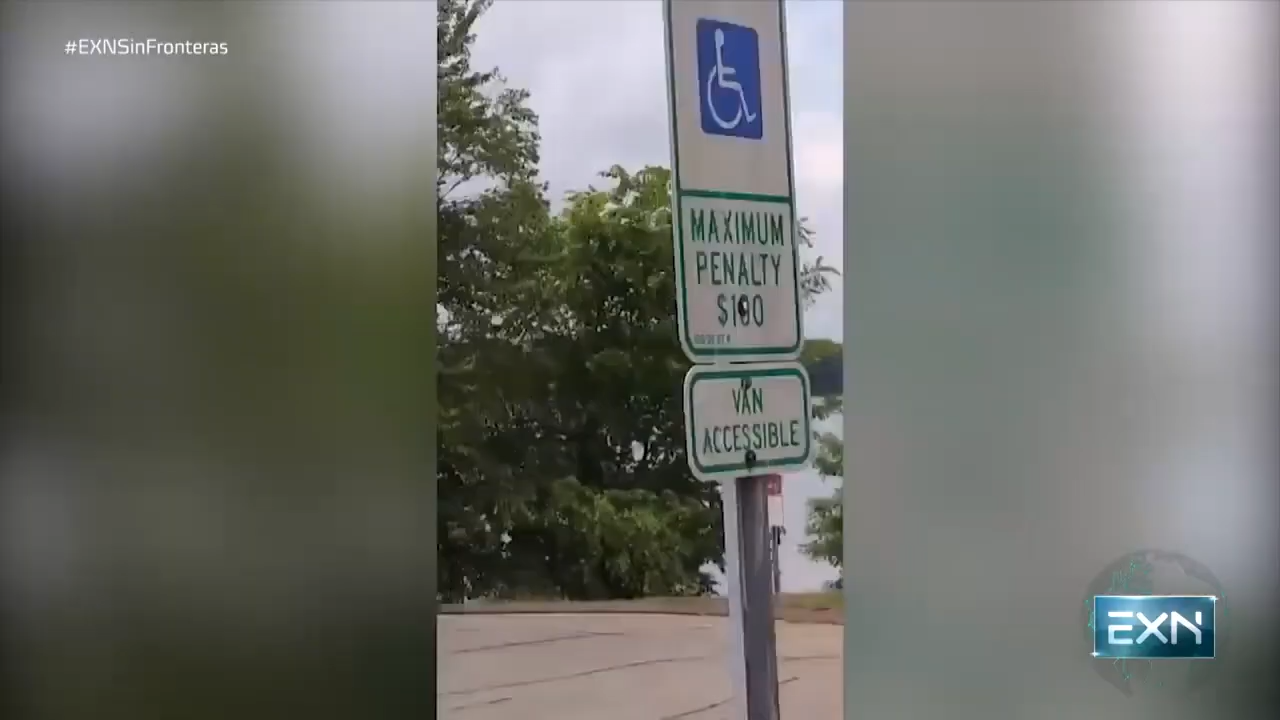 #EXNSinFronteras
MAXIMUM
PENALTY
$100
VAN
ACCESSIBLE
EXN